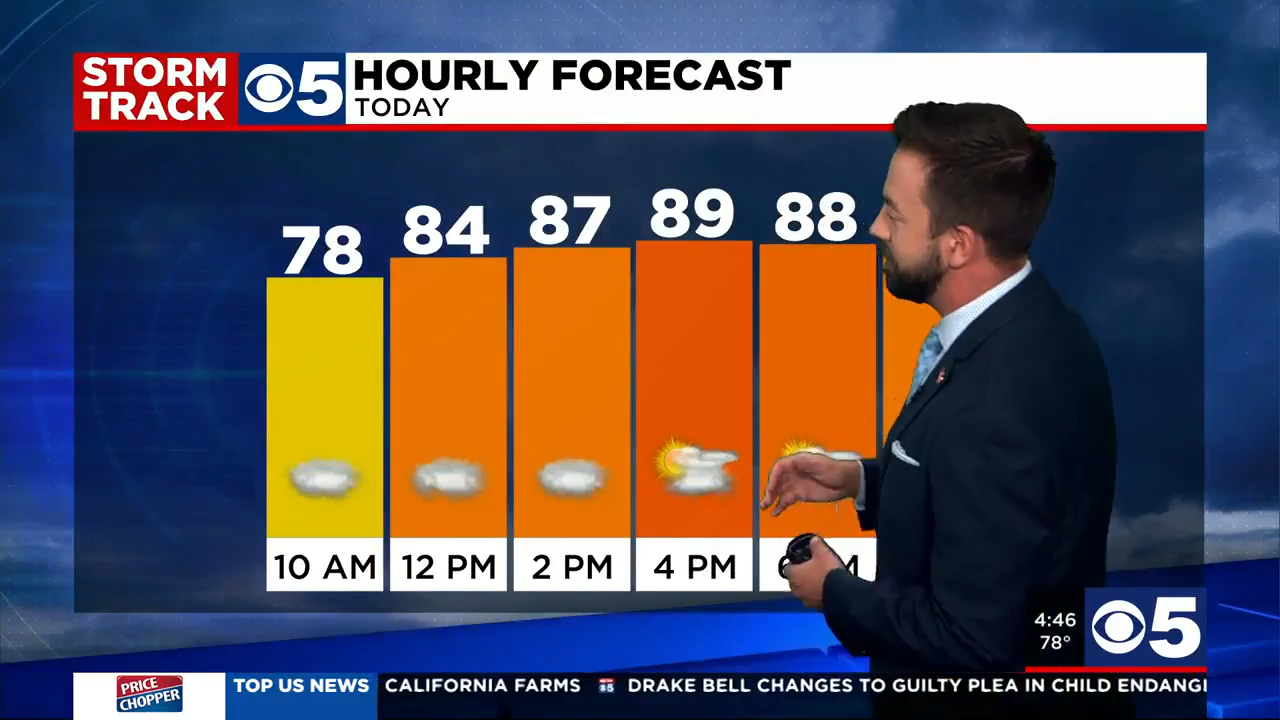 STORM
TRACK
5
HOURLY FORECAST
TODAY
78
84
87
89
88
10 AM
12 PM
2 PM
4 PM
4:46
78°
5
PRICE
CHOPPER
TOP US NEWS
CALIFORNIA FARMS
DRAKE BELL CHANGES TO GUILTY PLEA IN CHILD ENDANGI